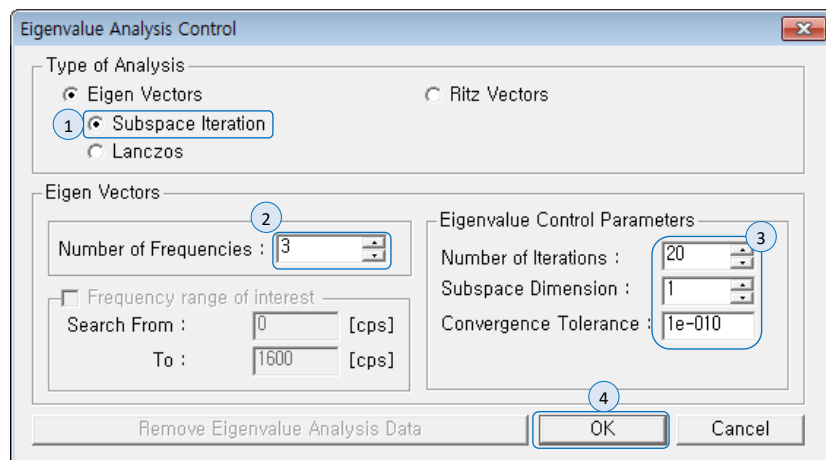 Eigenvalue Analysis Control
Type of Analysis
Eigen Vectors
Ritz Vectors
1
Subspace Iteration
Lanczos
Eigen Vectors
2
Number of Frequencies : 3
Frequency range of interest
Search From : 0 [cps]
To : 1600 [cps]
Eigenvalue Control Parameters
3
Number of Iterations : 20
Subspace Dimension : 1
Convergence Tolerance : 1e-010
4
Remove Eigenvalue Analysis Data
OK
Cancel